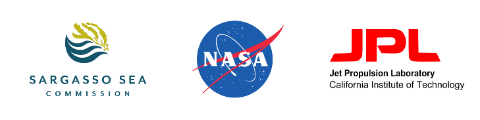 SARGASSO SEA
COMMISSION
NASA
JPL
Jet Propulsion Laboratory
California Institute of Technology